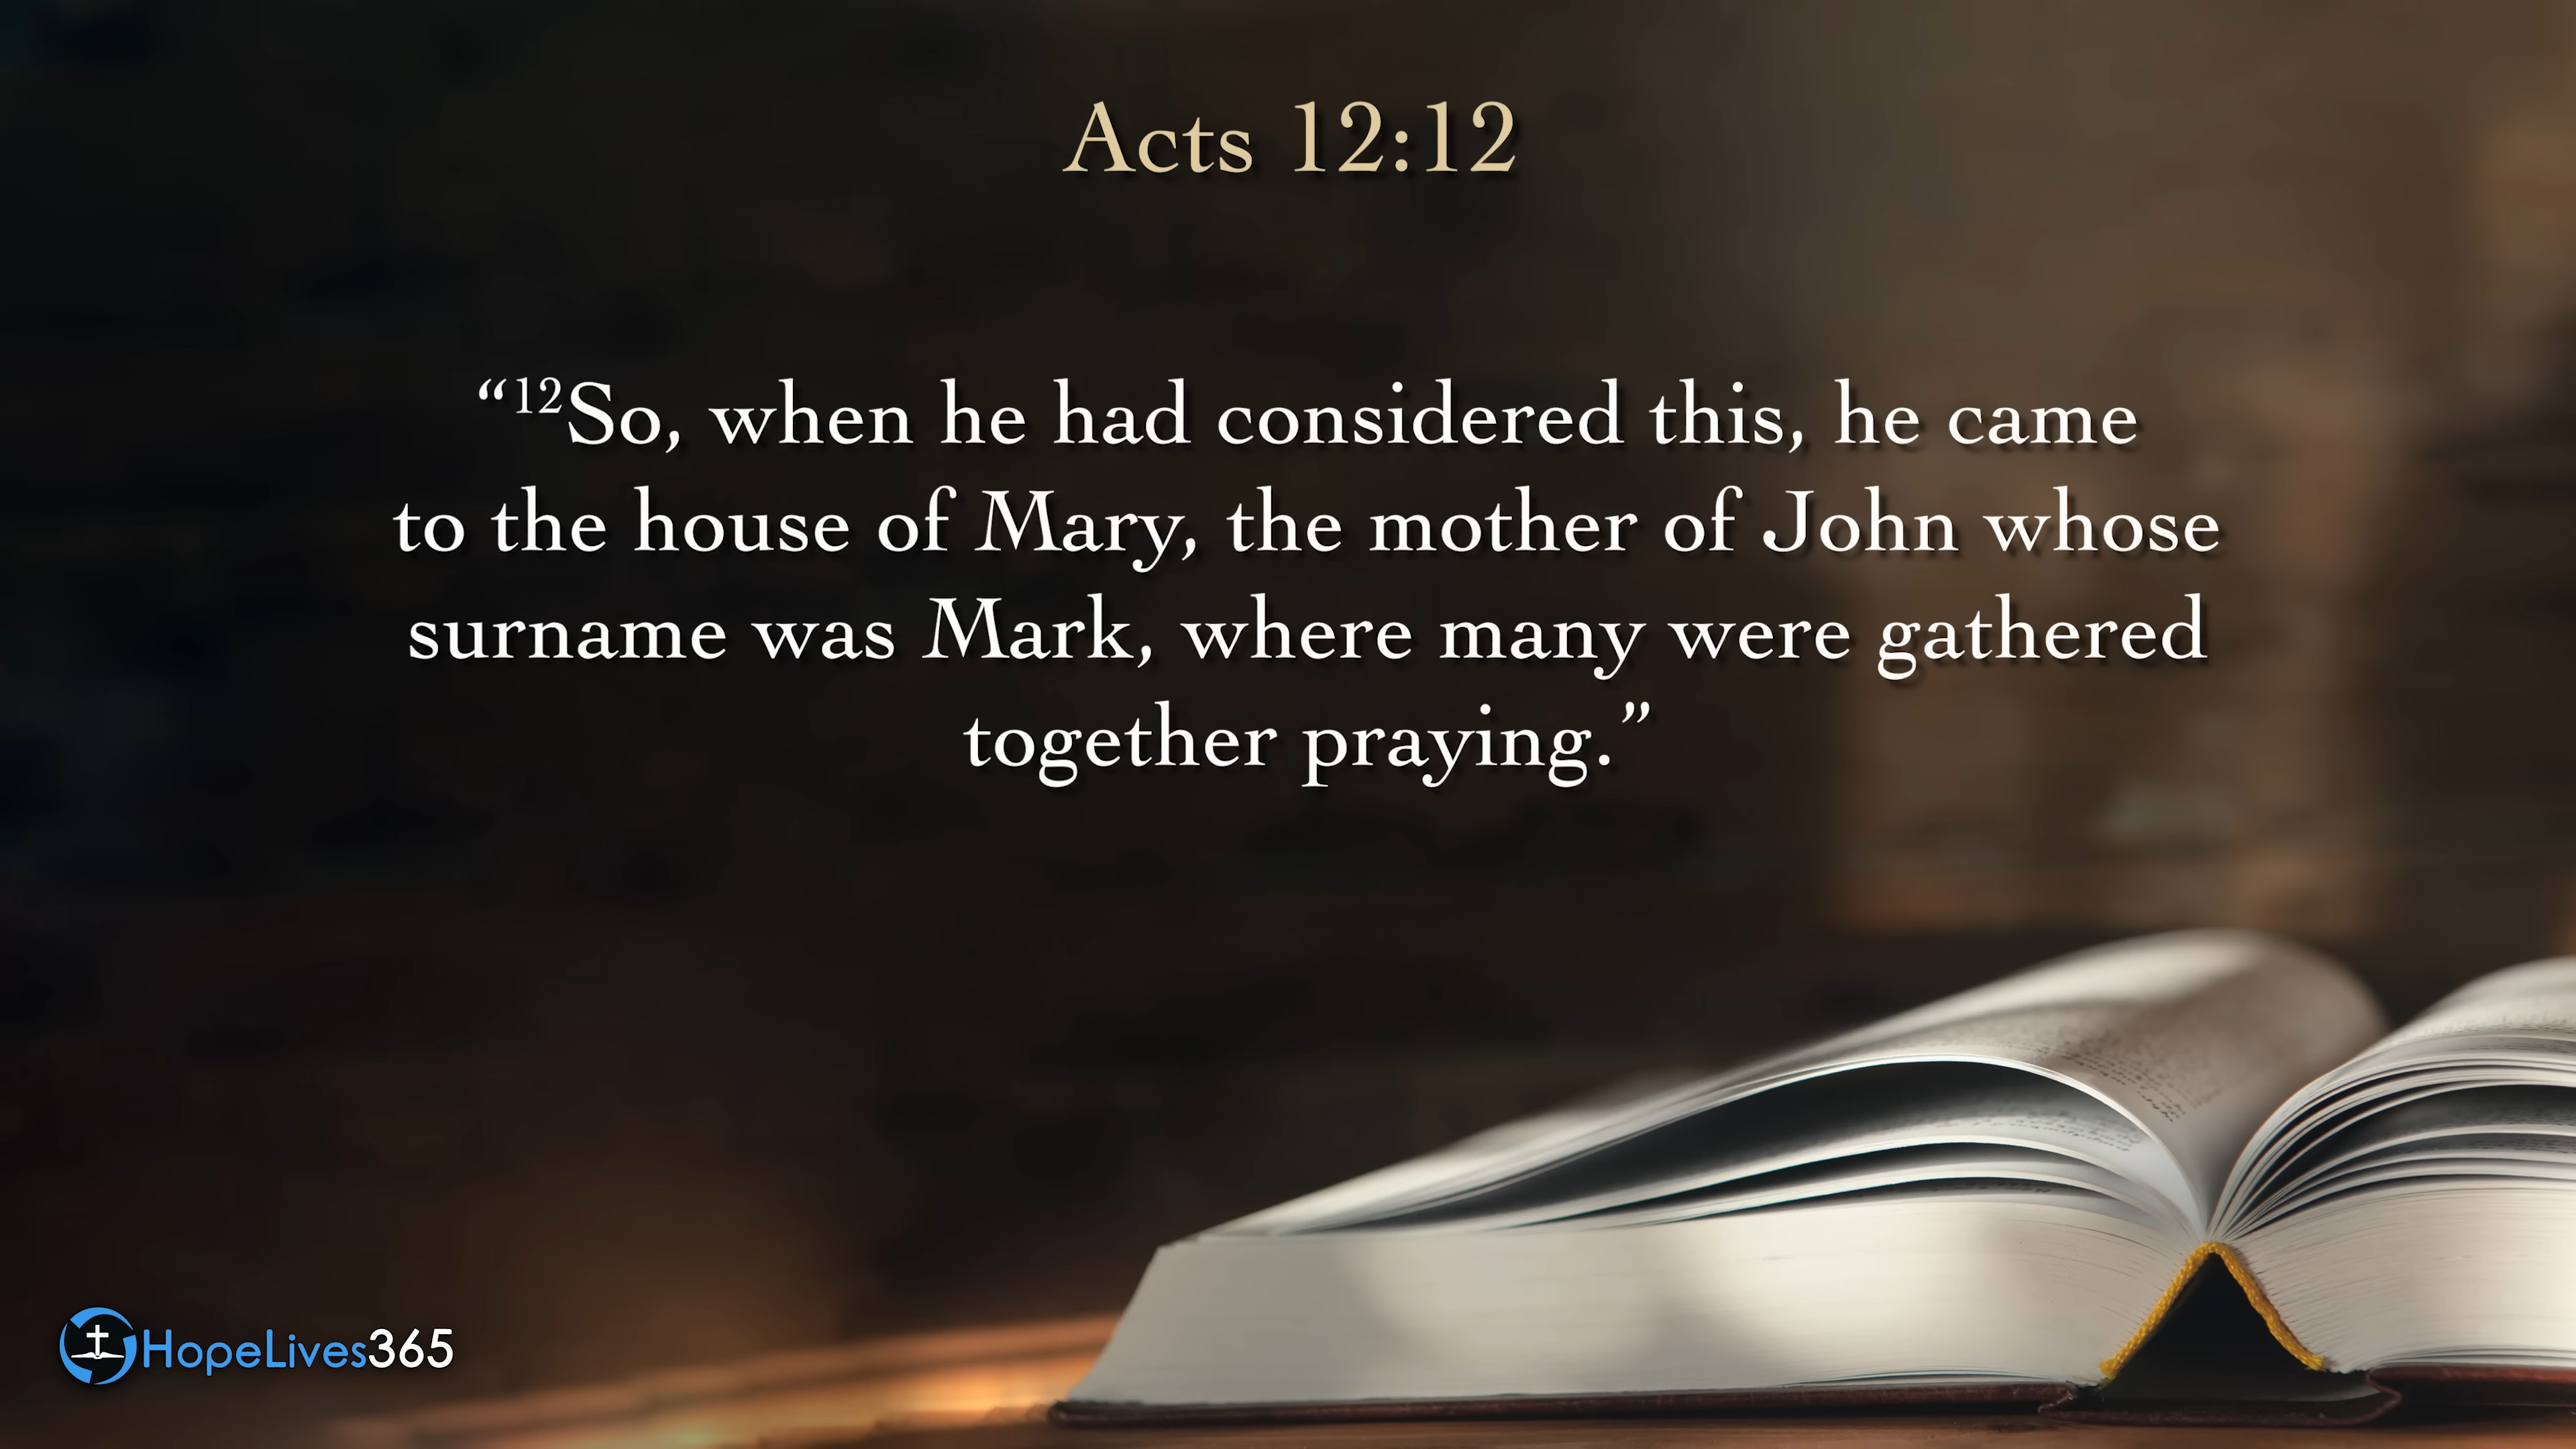 Acts 12:12
“¹²So, when he had considered this, he came
to the house of Mary, the mother of John whose
surname was Mark, where many were gathered
together praying.”
HopeLives365